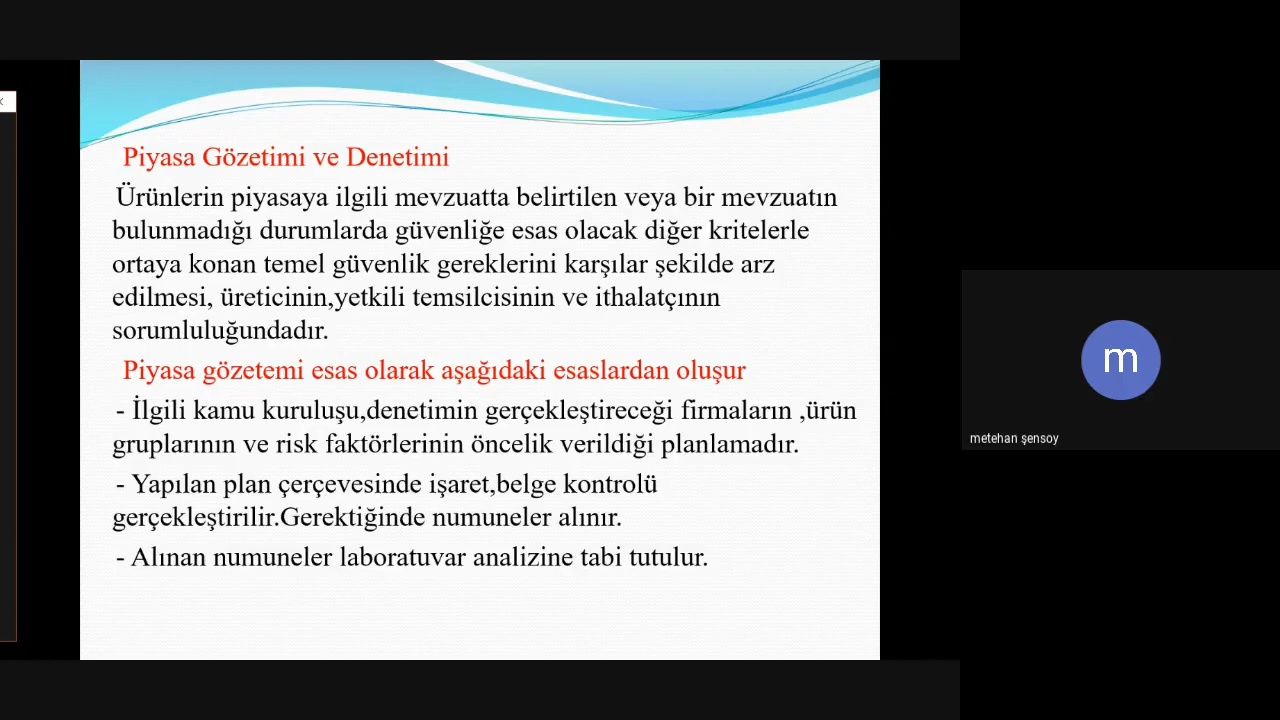 Piyasa Gözetimi ve Denetimi
Ürünlerin piyasaya ilgili mevzuatta belirtilen veya bir mevzuatın
bulunmadığı durumlarda güvenliğe esas olacak diğer kritelerle
ortaya konan temel güvenlik gereklerini karşılar şekilde arz
edilmesi, üreticinin,yetkili temsilcisinin ve ithalatçının
sorumluluğundadır.
Piyasa gözetemi esas olarak aşağıdaki esaslardan oluşur
- İlgili kamu kuruluşu,denetimin gerçekleştireceği firmaların ,ürün
gruplarının ve risk faktörlerinin öncelik verildiği planlamadır.
- Yapılan plan çerçevesinde işaret,belge kontrolü
gerçekleştirilir.Gerektiğinde numuneler alınır.
- Alınan numuneler laboratuvar analizine tabi tutulur.
m
metehan şensoy